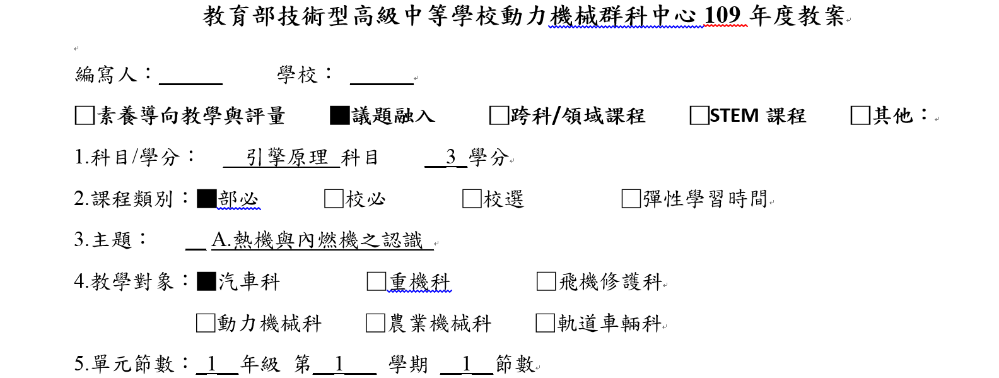 教育部技術型高級中等學校動力機械群科中心 109 年度教案
編寫人：______ 學校：______
□素養導向教學與評量 ■議題融入 □跨科/領域課程 □STEM 課程 □其他：
1.科目/學分： 引擎原理 科目 3 學分
2.課程類別：■部必 □校必 □校選 □彈性學習時間
3.主題： A.熱機與內燃機之認識
4.教學對象：■汽車科 □重機科 □飛機修護科
□動力機械科 □農業機械科 □軌道車輛科
5.單元節數： 1 年級 第 1 學期 1 節數